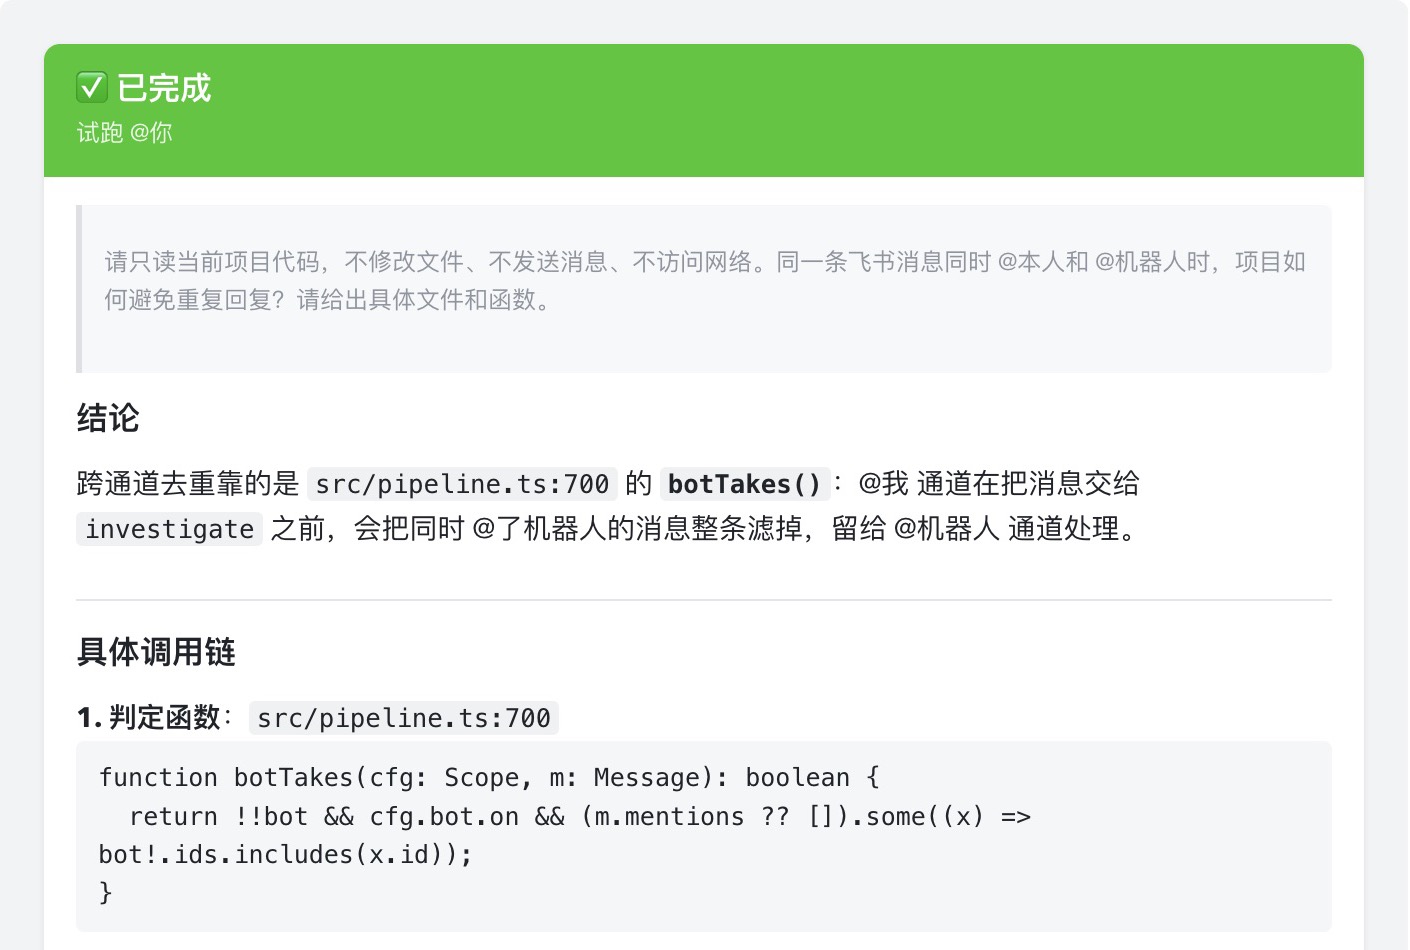 ✅ 已完成
试跑 @你
请只读当前项目代码，不修改文件、不发送消息、不访问网络。同一条飞书消息同时 @本人和 @机器人时，项目如
何避免重复回复？请给出具体文件和函数。
结论
跨通道去重靠的是 src/pipeline.ts:700 的 botTakes()：@我 通道在把消息交给
investigate 之前，会把同时 @了机器人的消息整条滤掉，留给 @机器人 通道处理。
具体调用链
1. 判定函数： src/pipeline.ts:700
function botTakes(cfg: Scope, m: Message): boolean {
  return !!bot && cfg.bot.on && (m.mentions ?? []).some((x) =>
bot!.ids.includes(x.id));
}